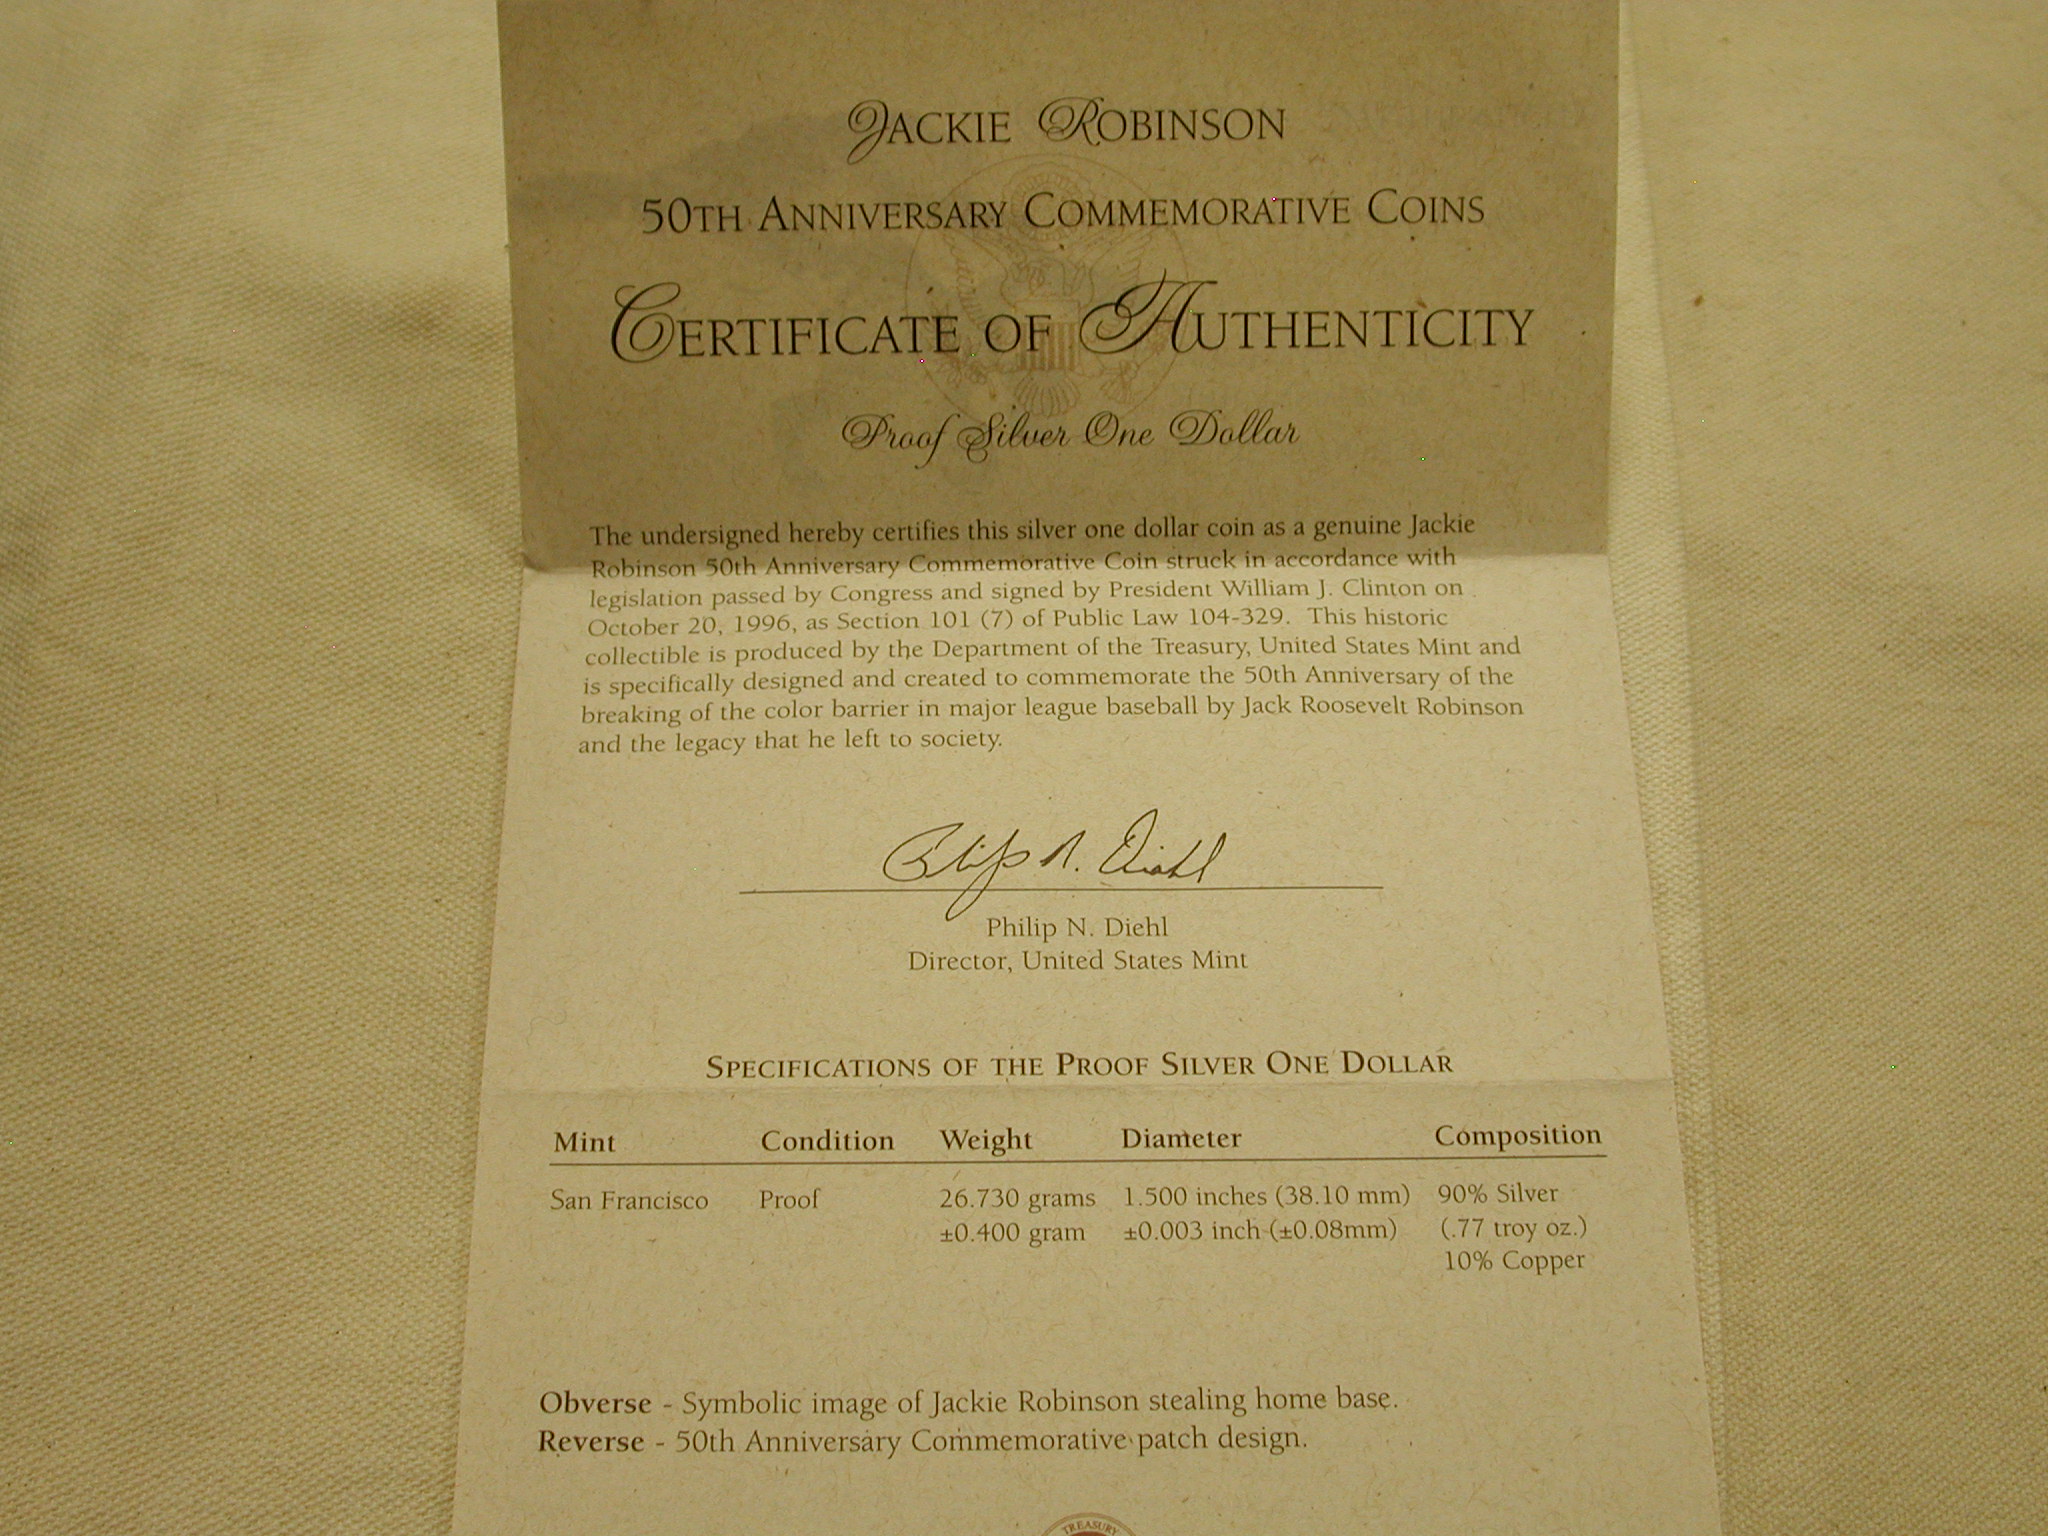 JACKIE ROBINSON
50TH ANNIVERSARY COMMEMORATIVE COINS
CERTIFICATE OF AUTHENTICITY
Proof Silver One Dollar
The undersigned hereby certifies this silver one dollar coin as a genuine Jackie
Robinson 50th Anniversary Commemorative Coin struck in accordance with
legislation passed by Congress and signed by President William J. Clinton on
October 20, 1996, as Section 101 (7) of Public Law 104-329. This historic
collectible is produced by the Department of the Treasury, United States Mint and
is specifically designed and created to commemorate the 50th Anniversary of the
breaking of the color barrier in major league baseball by Jack Roosevelt Robinson
and the legacy that he left to society.
Philip N. Diehl
Philip N. Diehl
Director, United States Mint
SPECIFICATIONS OF THE PROOF SILVER ONE DOLLAR
Mint Condition Weight Diameter Composition
San Francisco Proof 26.730 grams 1.500 inches (38.10 mm) 90% Silver
±0.400 gram ±0.003 inch (±0.08mm) (.77 troy oz.)
10% Copper
Obverse - Symbolic image of Jackie Robinson stealing home base.
Reverse - 50th Anniversary Commemorative patch design.
TREASURY